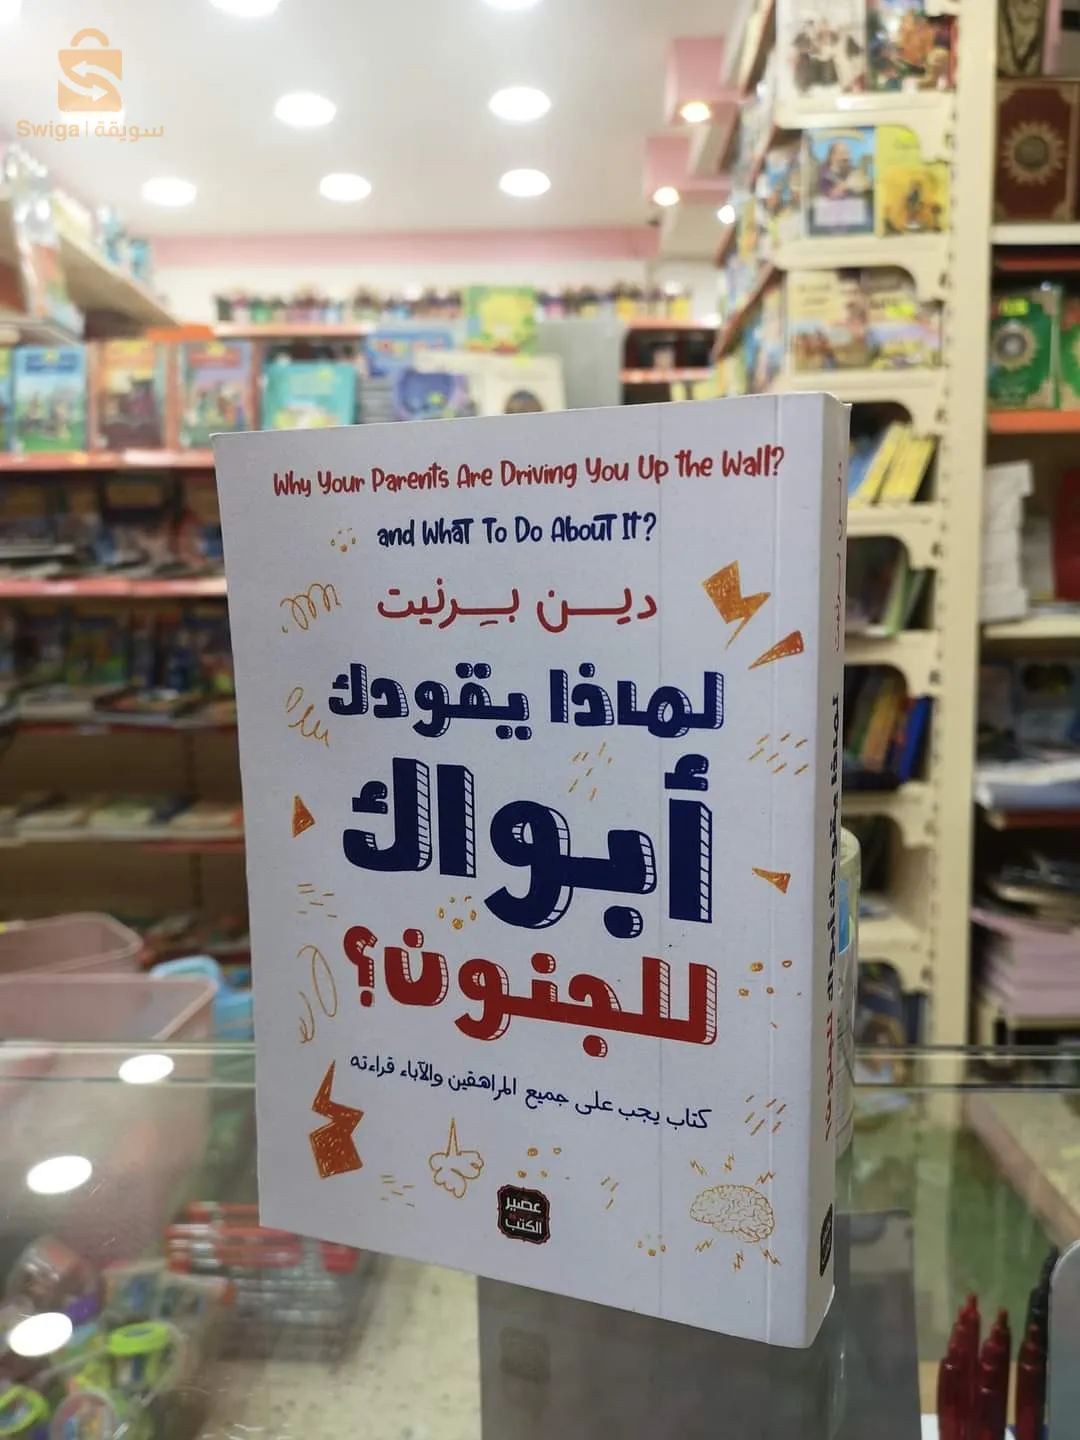 Swiga | سويقة
Why Your Parents Are Driving You Up the Wall?
and What To Do About It?
دين بيرنيت
لماذا يقودك
أبواك
للجنون؟
كتاب يجب على جميع المراهقين والآباء قراءته
عصير
الكتب